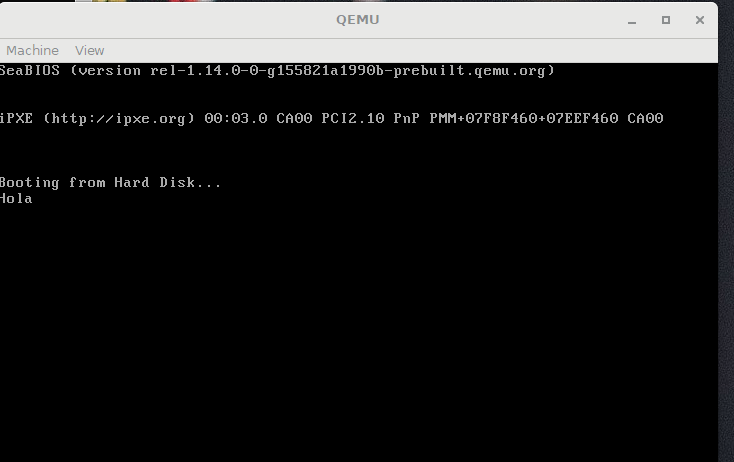 QEMU
Machine View
SeaBIOS (version rel-1.14.0-0-g155821a1990b-prebuilt.qemu.org)
iPXE (http://ipxe.org) 00:03.0 CA00 PCI2.10 PnP PMM+07F8F460+07EEF460 CA00
Booting from Hard Disk...
Hola